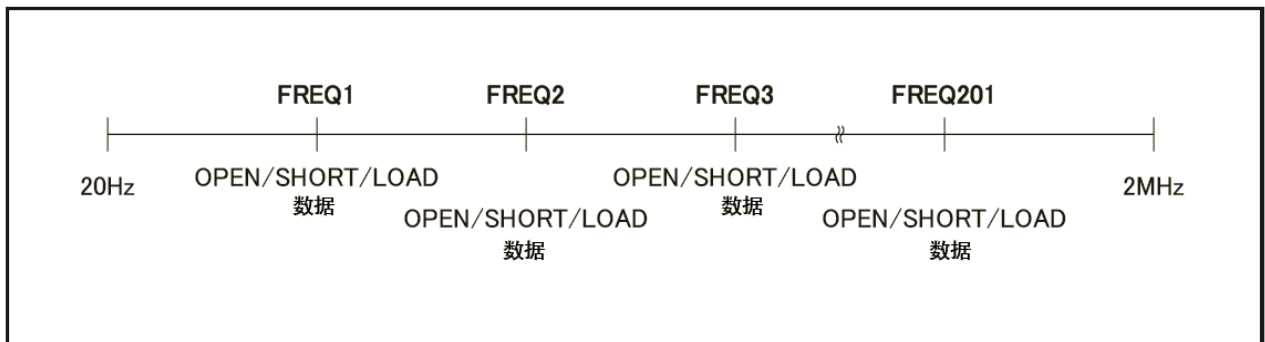 FREQ1 FREQ2 FREQ3 FREQ201
20Hz OPEN/SHORT/LOAD OPEN/SHORT/LOAD 2MHz
数据 数据
OPEN/SHORT/LOAD OPEN/SHORT/LOAD
数据 数据